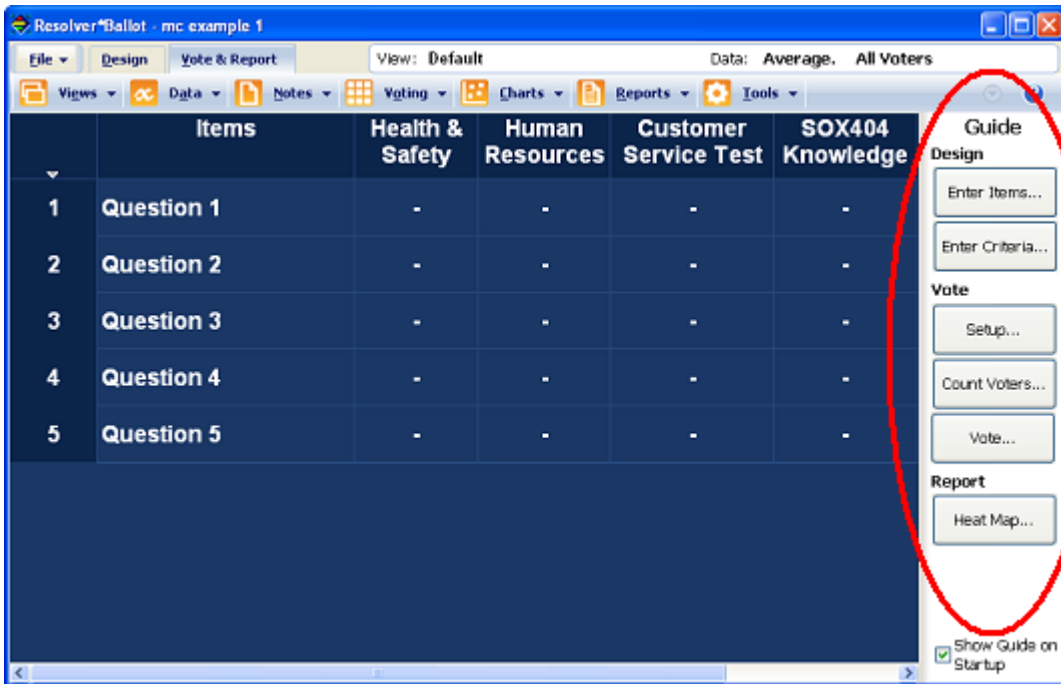 Resolver*Ballot - mc example 1
File Design Vote & Report View: Default Data: Average. All Voters
Views Data Notes Voting Charts Reports Tools
Items Health & Safety Human Resources Customer Service Test SOX404 Knowledge
1 Question 1 - - - -
2 Question 2 - - - -
3 Question 3 - - - -
4 Question 4 - - - -
5 Question 5 - - - -
Guide
Design
Enter Items...
Enter Criteria...
Vote
Setup...
Count Voters...
Vote...
Report
Heat Map...
Show Guide on
Startup